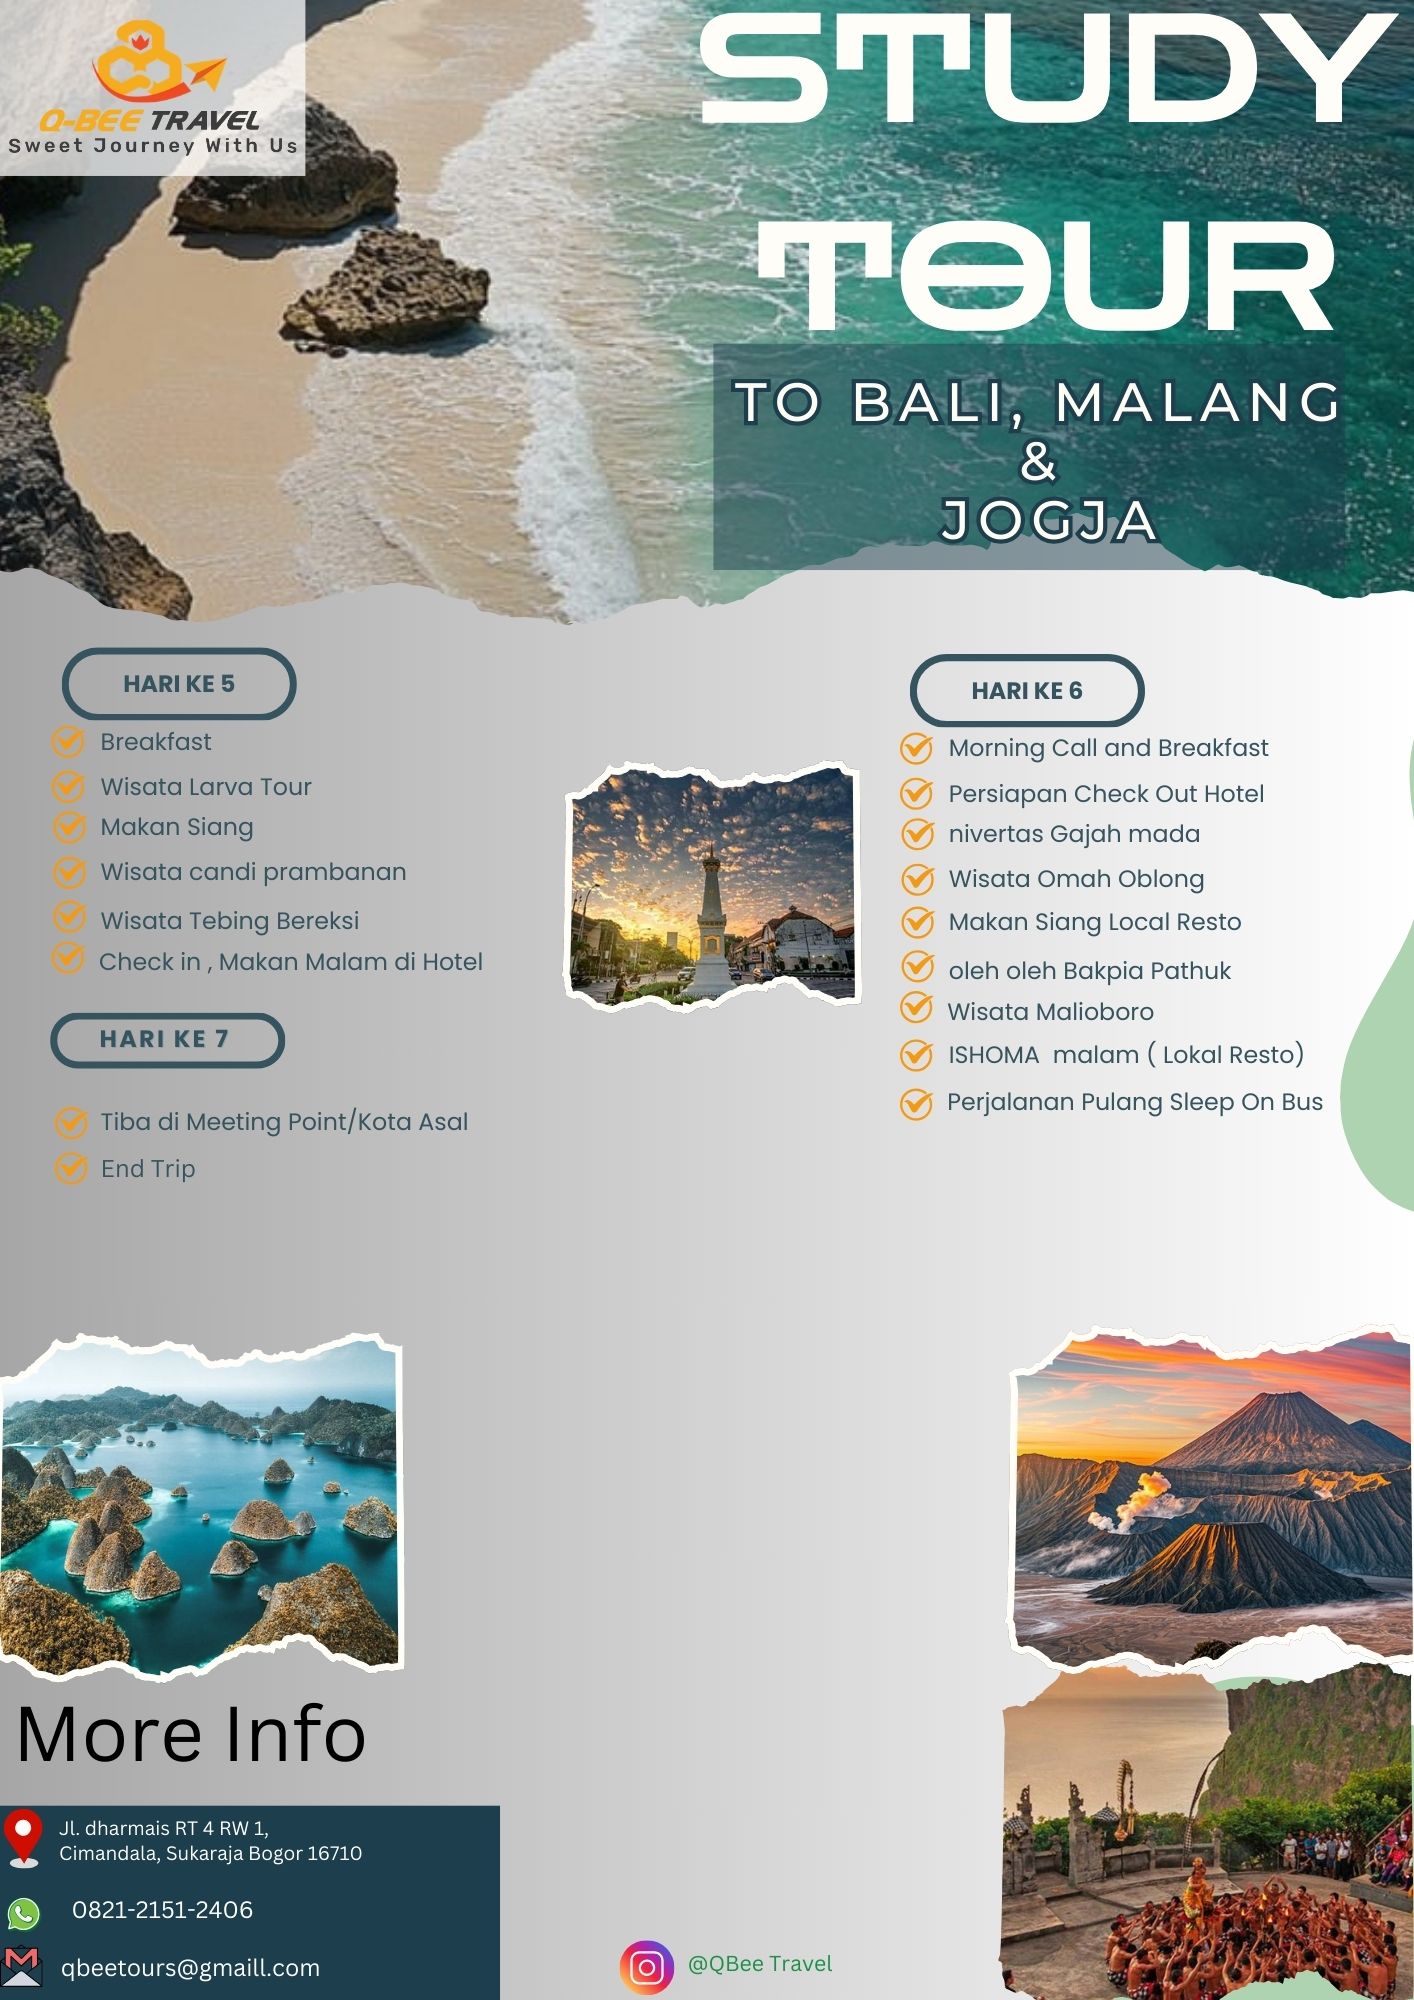 Q-BEE TRAVEL
Sweet Journey With Us
STUDY
TOUR
TO BALI, MALANG
&
JOGJA
HARI KE 5
Breakfast
Wisata Larva Tour
Makan Siang
Wisata candi prambanan
Wisata Tebing Bereksi
Check in , Makan Malam di Hotel
HARI KE 7
Tiba di Meeting Point/Kota Asal
End Trip
HARI KE 6
Morning Call and Breakfast
Persiapan Check Out Hotel
nivertas Gajah mada
Wisata Omah Oblong
Makan Siang Local Resto
oleh oleh Bakpia Pathuk
Wisata Malioboro
ISHOMA  malam ( Lokal Resto)
Perjalanan Pulang Sleep On Bus
More Info
Jl. dharmais RT 4 RW 1,
Cimandala, Sukaraja Bogor 16710
0821-2151-2406
qbeetours@gmaill.com
@QBee Travel